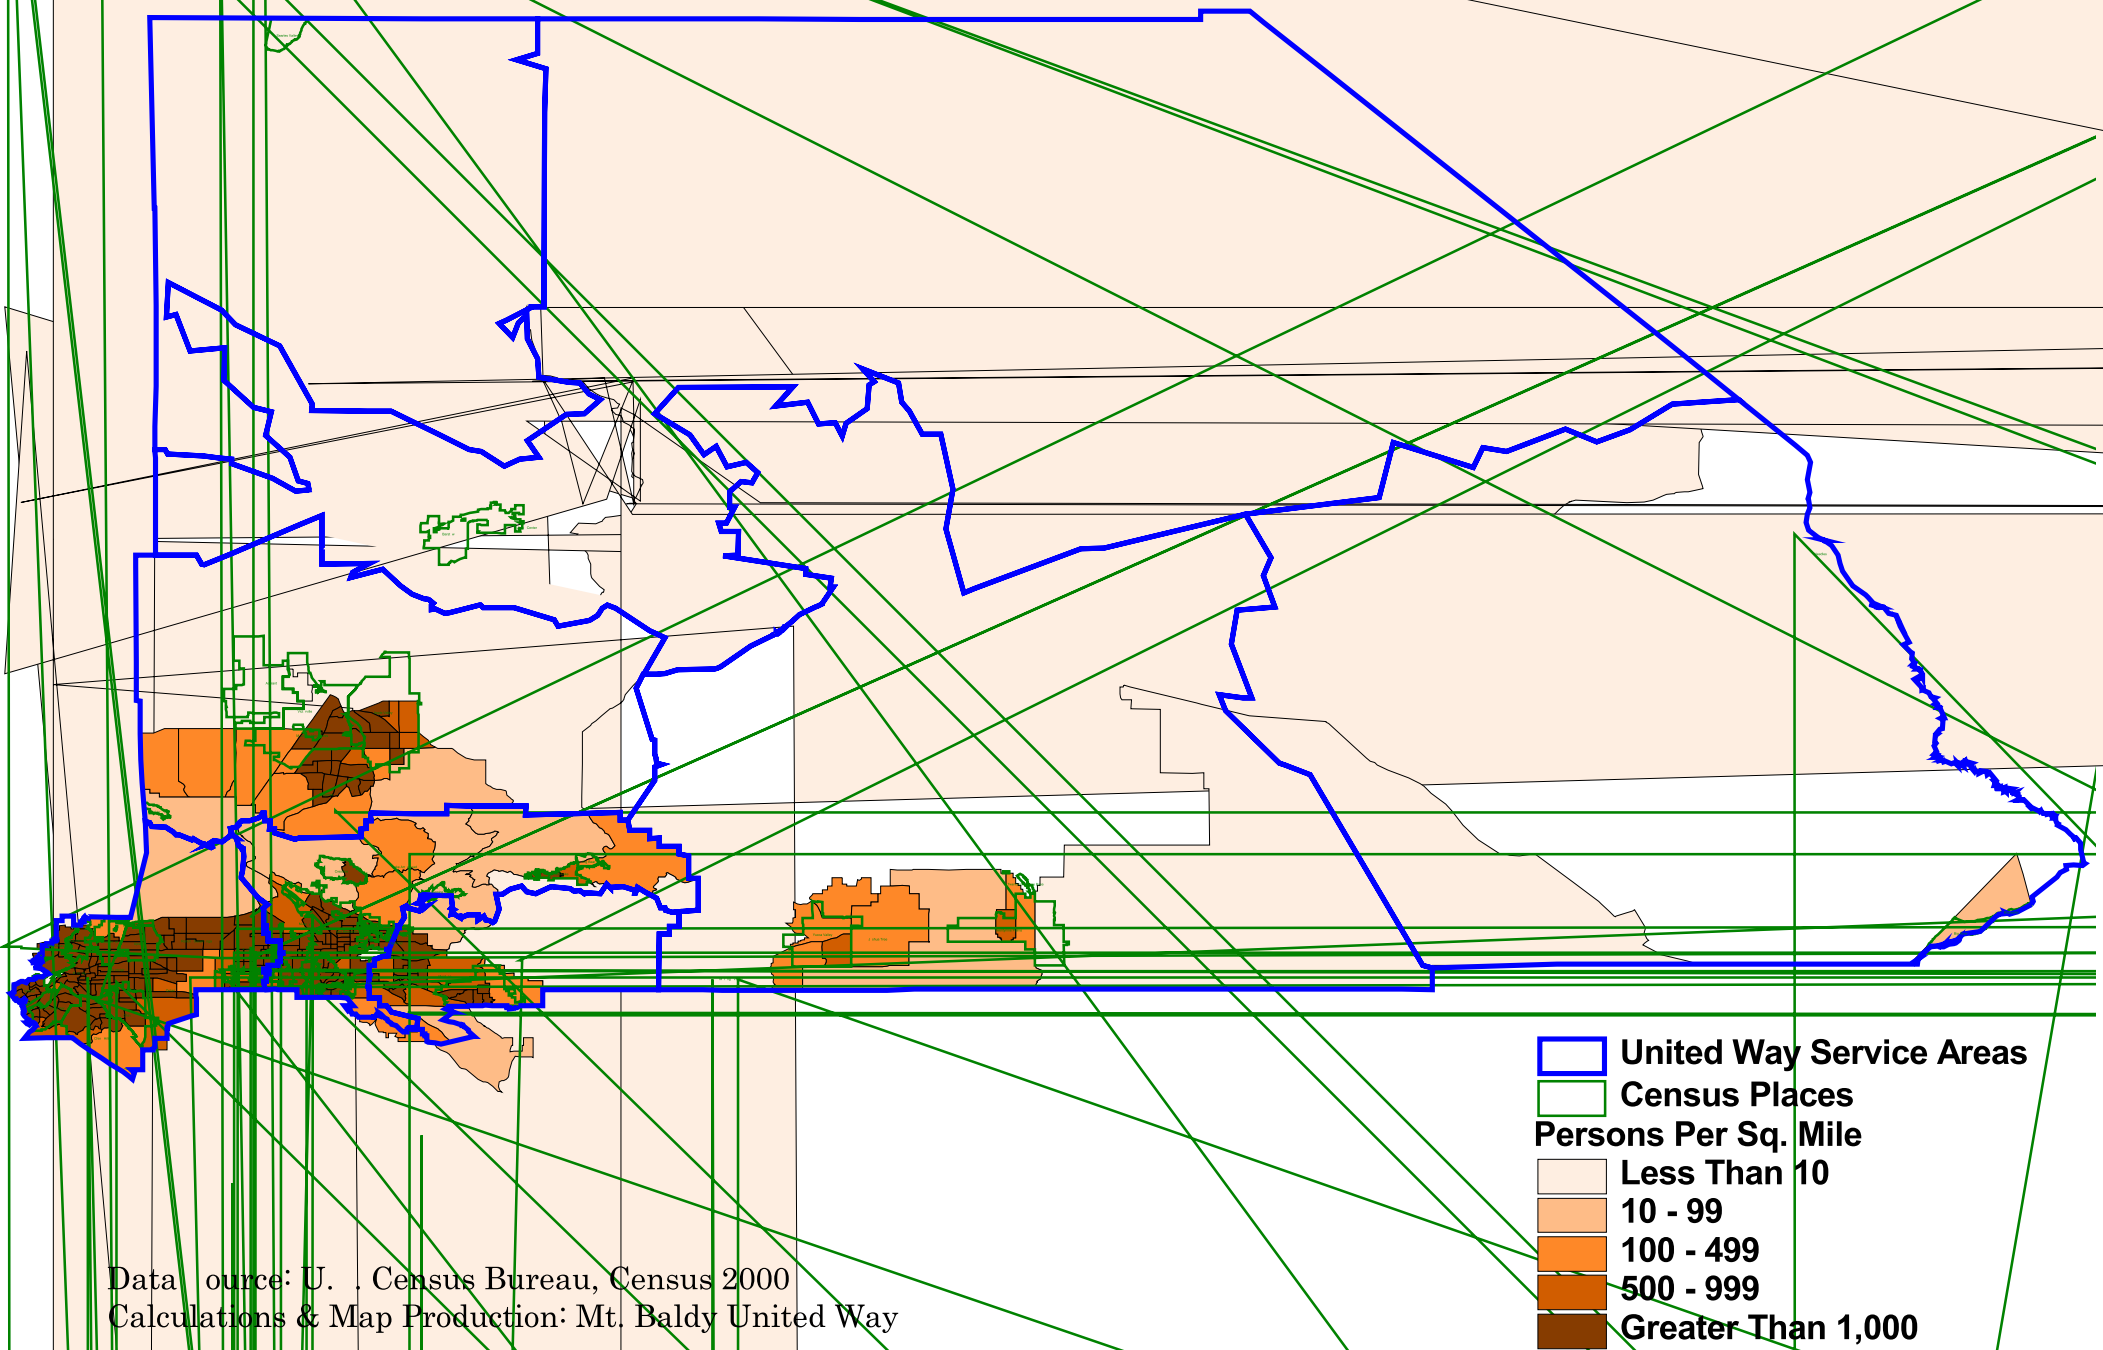 United Way Service Areas
Census Places
Persons Per Sq. Mile
Less Than 10
10 - 99
100 - 499
500 - 999
Greater Than 1,000
Data ource: U. . Census Bureau, Census 2000
Calculations & Map Production: Mt. Baldy United Way